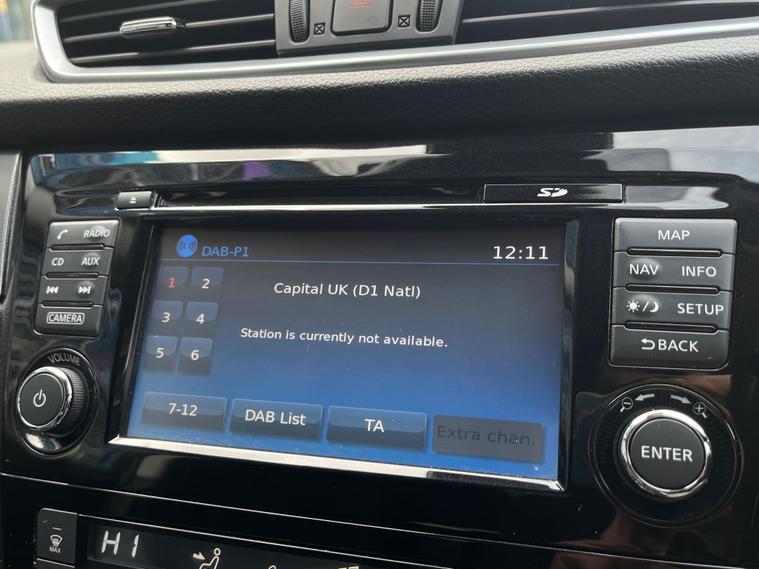 SD
RADIO
CD AUX
CAMERA
VOLUME
DAB-P1
12:11
1 2
3 4
5 6
Capital UK (D1 Natl)
Station is currently not available.
7-12
DAB List
TA
Extra chan.
MAP
NAV INFO
SETUP
BACK
ENTER
MAX
H1